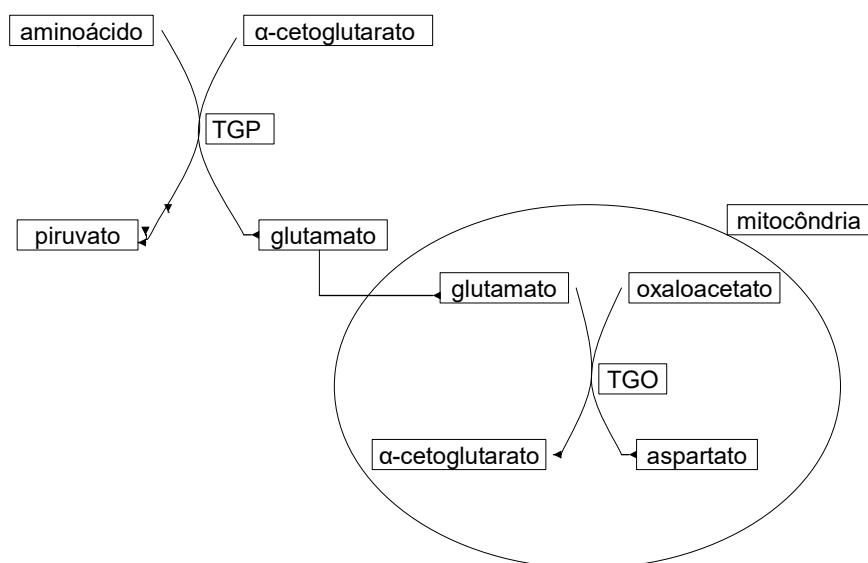 aminoácido
α-cetoglutarato
TGP
piruvato
glutamato
mitocôndria
glutamato
oxaloacetato
TGO
α-cetoglutarato
aspartato